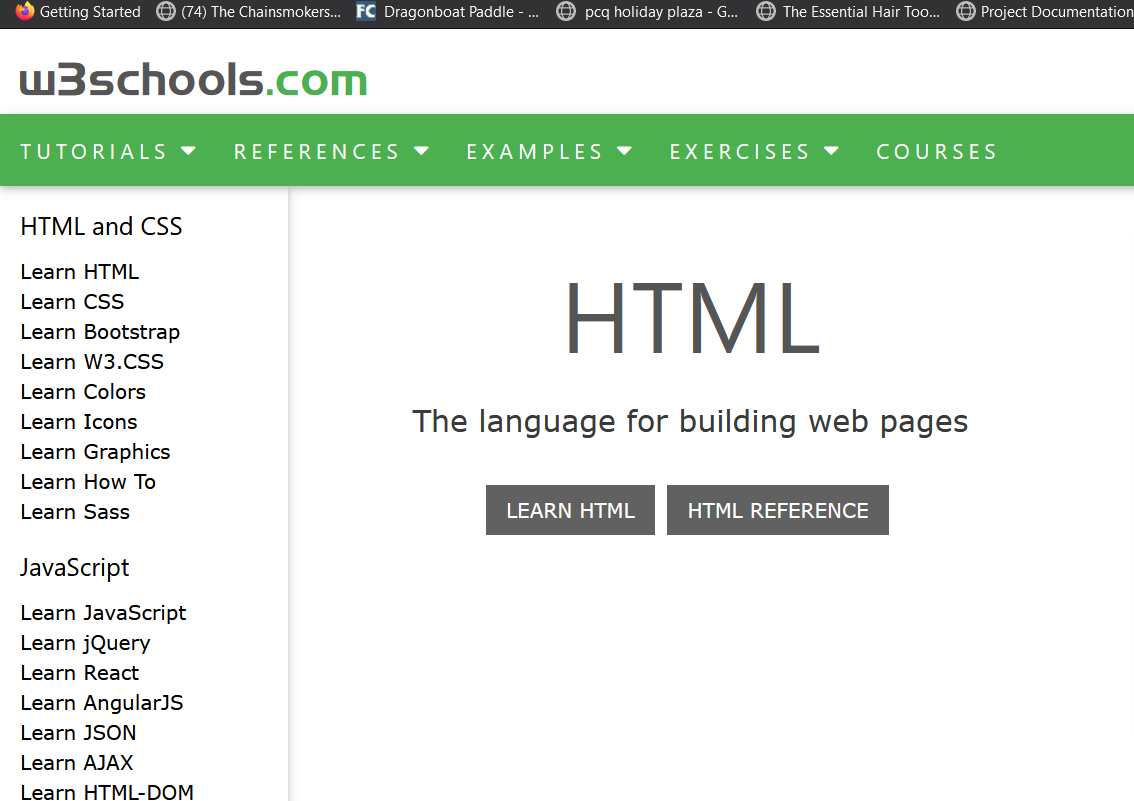 Getting Started (74) The Chainsmokers... FC Dragonboat Paddle - ... pcq holiday plaza - G... The Essential Hair Too... Project Documentation
w3schools.com
TUTORIALS REFERENCES EXAMPLES EXERCISES COURSES
HTML and CSS
Learn HTML
Learn CSS
Learn Bootstrap
Learn W3.CSS
Learn Colors
Learn Icons
Learn Graphics
Learn How To
Learn Sass
JavaScript
Learn JavaScript
Learn jQuery
Learn React
Learn AngularJS
Learn JSON
Learn AJAX
Learn HTML-DOM
HTML
The language for building web pages
LEARN HTML HTML REFERENCE